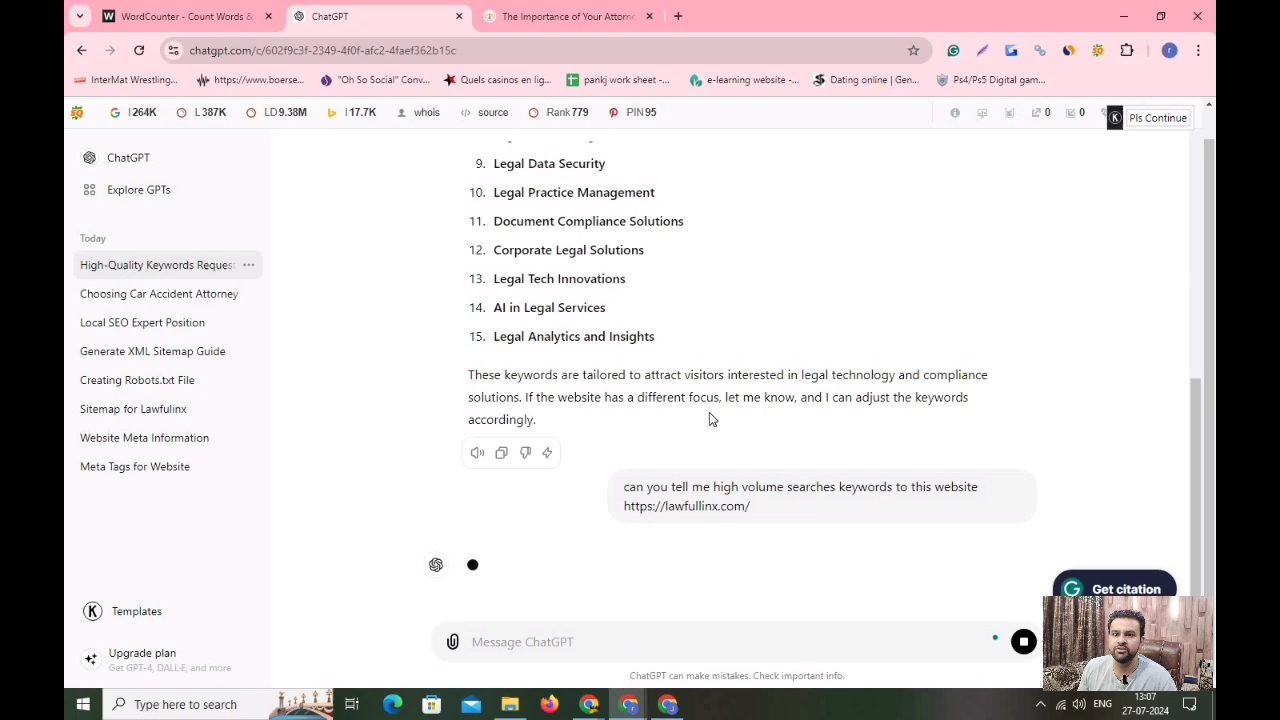 WordCounter - Count Words &
ChatGPT
The Importance of Your Attorne
chatgpt.com/c/602f9c3f-2349-4f0f-afc2-4faef362b15c
InterMat Wrestling...
https://www.boerse...
"Oh So Social" Conv...
Quels casinos en lig...
pankj work sheet -...
e-learning website -...
Dating online | Gen...
Ps4/Ps5 Digital gam...
I 264K
L 387K
LD 9.38M
I 17.7K
whois
source
Rank 779
PIN 95
0
0
K
Pls Continue
ChatGPT
Explore GPTs
Today
High-Quality Keywords Request
Choosing Car Accident Attorney
Local SEO Expert Position
Generate XML Sitemap Guide
Creating Robots.txt File
Sitemap for Lawfulinx
Website Meta Information
Meta Tags for Website
K Templates
Upgrade plan
Get GPT-4, DALL·E, and more
9. Legal Data Security
10. Legal Practice Management
11. Document Compliance Solutions
12. Corporate Legal Solutions
13. Legal Tech Innovations
14. AI in Legal Services
15. Legal Analytics and Insights
These keywords are tailored to attract visitors interested in legal technology and compliance
solutions. If the website has a different focus, let me know, and I can adjust the keywords
accordingly.
can you tell me high volume searches keywords to this website
https://lawfullinx.com/
Get citation
Message ChatGPT
ChatGPT can make mistakes. Check important info.
Type here to search
ENG
13:07
27-07-2024